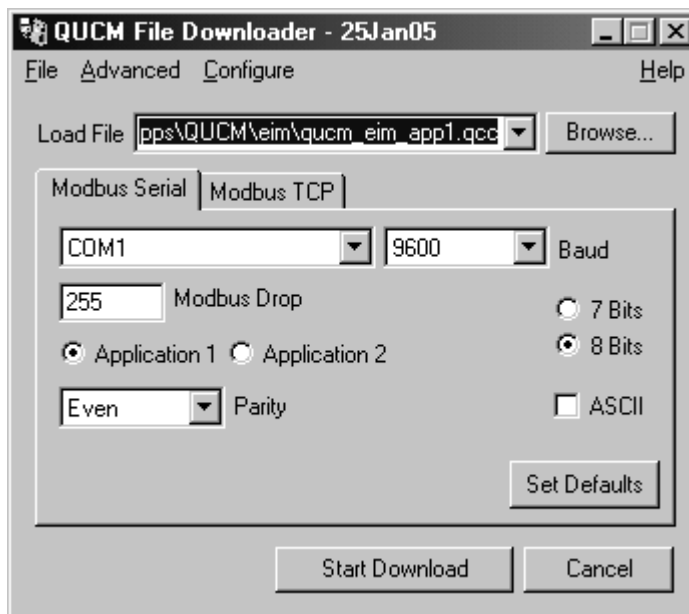 QUCM File Downloader - 25Jan05
File Advanced Configure Help
Load File pps\QUCM\eim\qucm_eim_app1.qcc Browse...
Modbus Serial Modbus TCP
COM1 9600 Baud
255 Modbus Drop 7 Bits
Application 1 Application 2 8 Bits
Even Parity ASCII
Set Defaults
Start Download Cancel